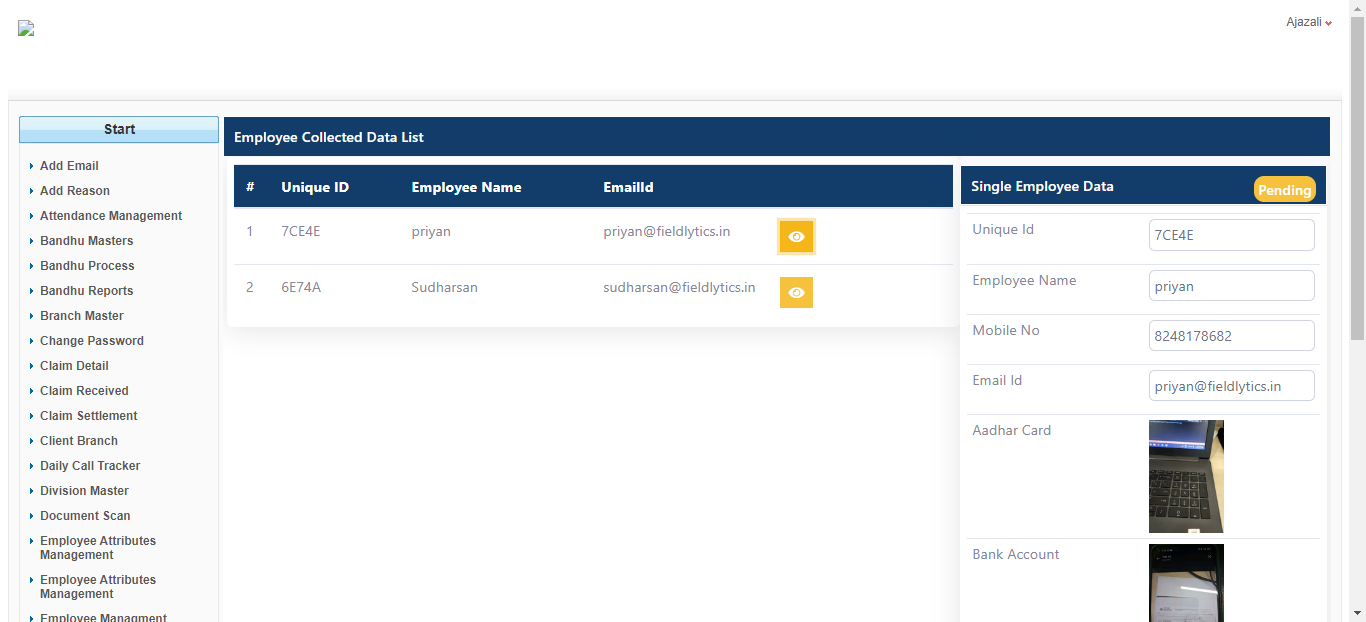 Ajazali
Start
Add Email
Add Reason
Attendance Management
Bandhu Masters
Bandhu Process
Bandhu Reports
Branch Master
Change Password
Claim Detail
Claim Received
Claim Settlement
Client Branch
Daily Call Tracker
Division Master
Document Scan
Employee Attributes
Management
Employee Attributes
Management
Employee Managment
Employee Collected Data List
# Unique ID Employee Name EmailId
1 7CE4E priyan priyan@fieldlytics.in
2 6E74A Sudharsan sudharsan@fieldlytics.in
Single Employee Data Pending
Unique Id 7CE4E
Employee Name priyan
Mobile No 8248178682
Email Id priyan@fieldlytics.in
Aadhar Card
Bank Account